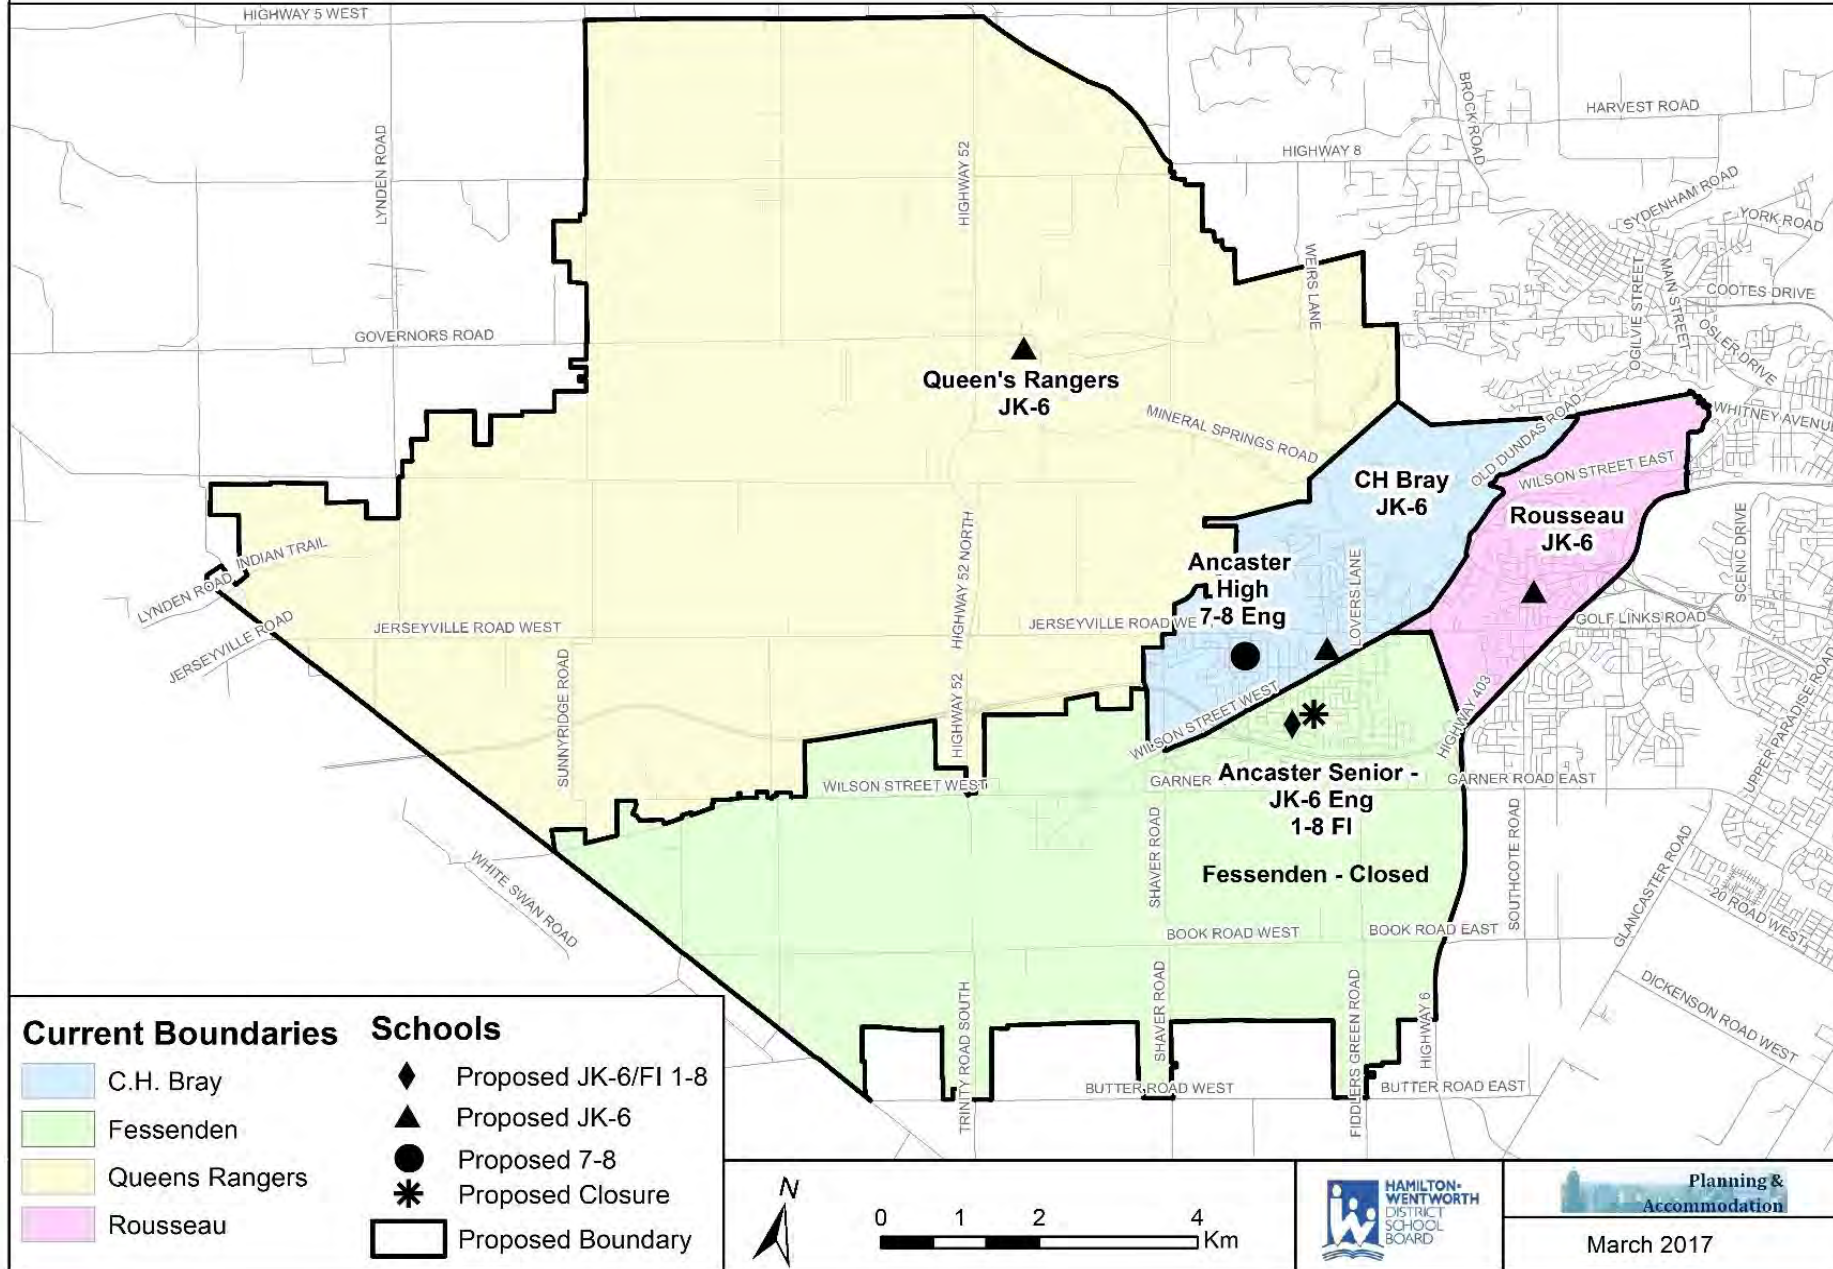 HIGHWAY 5 WEST
LYNDEN ROAD
HIGHWAY 52
BROCK ROAD
HARVEST ROAD
HIGHWAY 8
SYDENHAM ROAD
YORK ROAD
WEIRS LANE
OGILVIE STREET
MAIN STREET
COOTES DRIVE
OSLER DRIVE
GOVERNORS ROAD
Queen's Rangers
JK-6
MINERAL SPRINGS ROAD
OLD DUNDAS ROAD
WHITNEY AVENUE
WILSON STREET EAST
CH Bray
JK-6
Rousseau
JK-6
SCENIC DRIVE
INDIAN TRAIL
LYNDEN ROAD
JERSEYVILLE ROAD
JERSEYVILLE ROAD WEST
HIGHWAY 52 NORTH
Ancaster
High
7-8 Eng
JERSEYVILLE ROAD WE
LOVERS LANE
GOLF LINKS ROAD
SUNNYRIDGE ROAD
HIGHWAY 52
WILSON STREET WEST
HIGHWAY 403
UPPER PARADISE ROAD
WILSON STREET WEST
GARNER
Ancaster Senior -
JK-6 Eng
1-8 FI
GARNER ROAD EAST
SHAVER ROAD
SOUTHCOTE ROAD
GLANCASTER ROAD
WHITE SWAN ROAD
Fessenden - Closed
20 ROAD WEST
BOOK ROAD WEST
BOOK ROAD EAST
DICKENSON ROAD WEST
TRINITY ROAD SOUTH
SHAVER ROAD
FIDDLERS GREEN ROAD
HIGHWAY 6
BUTTER ROAD WEST
BUTTER ROAD EAST
Current Boundaries
C.H. Bray
Fessenden
Queens Rangers
Rousseau
Schools
Proposed JK-6/FI 1-8
Proposed JK-6
Proposed 7-8
Proposed Closure
Proposed Boundary
N
0 1 2 4
Km
HAMILTON-
WENTWORTH
DISTRICT
SCHOOL
BOARD
Planning &
Accommodation
March 2017